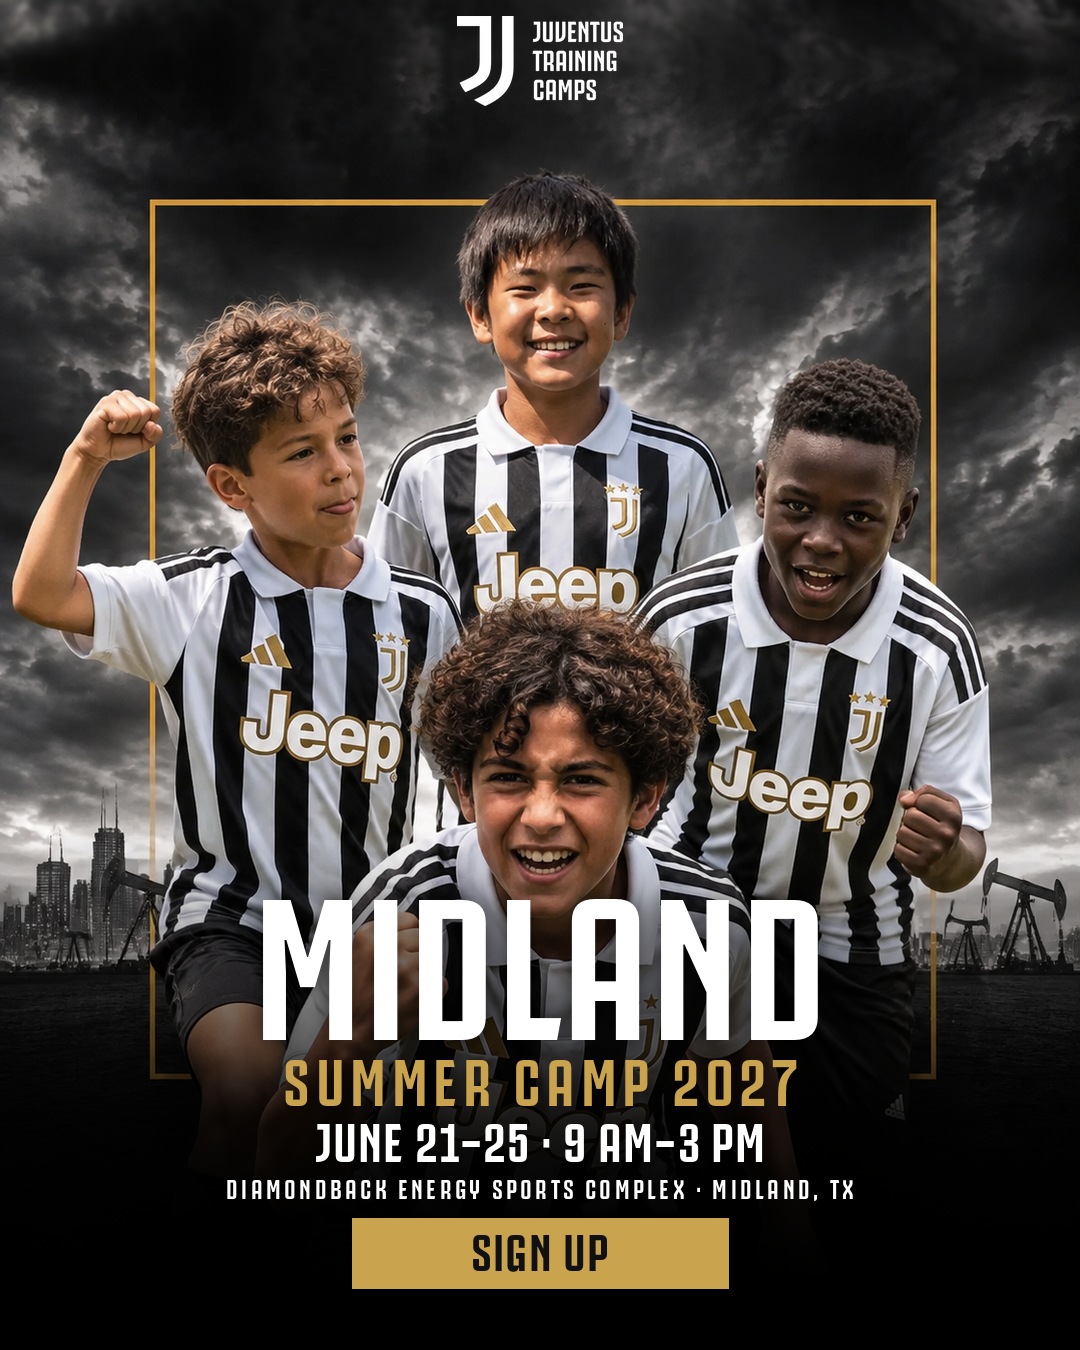 JUVENTUS
TRAINING
CAMPS
Jeep
Jeep
Jeep
MIDLAND
SUMMER CAMP 2027
JUNE 21–25 · 9 AM–3 PM
DIAMONDBACK ENERGY SPORTS COMPLEX · MIDLAND, TX
SIGN UP